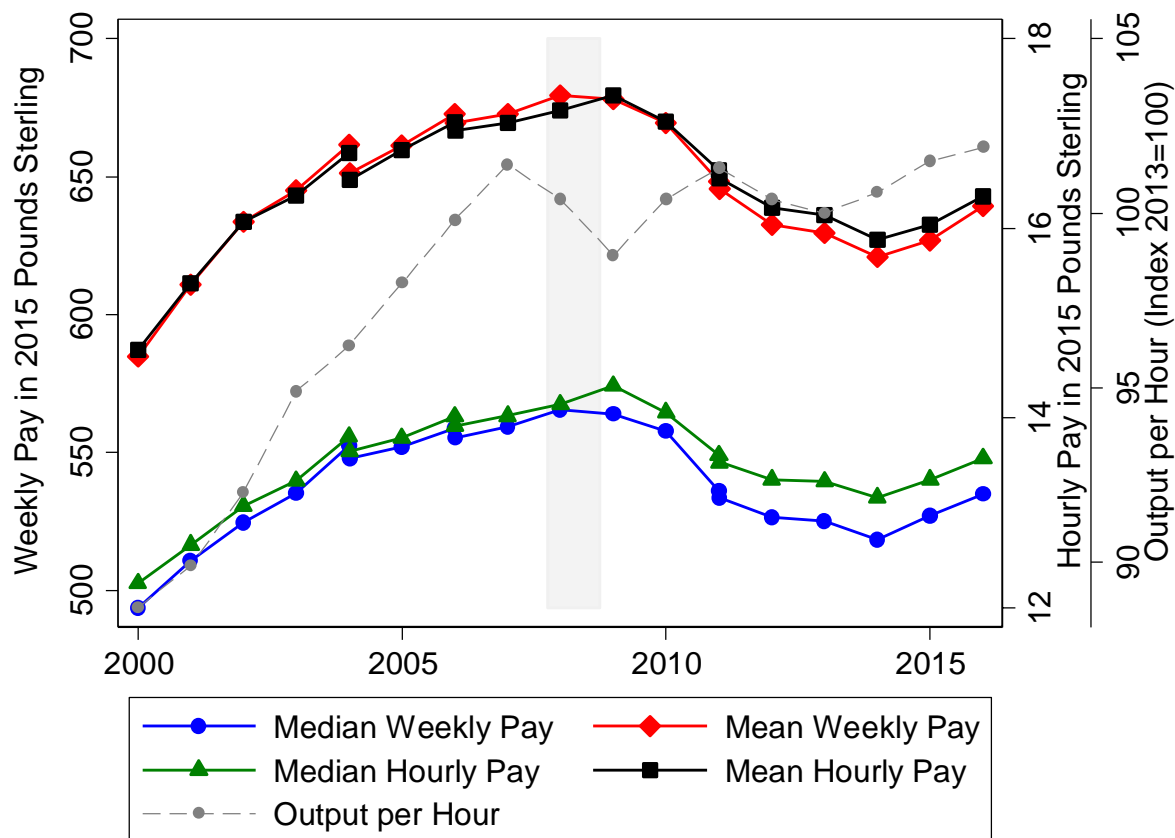 Weekly Pay in 2015 Pounds Sterling
700
650
600
550
500
2000
2005
2010
2015
18
16
14
12
Hourly Pay in 2015 Pounds Sterling
105
100
95
90
Output per Hour (Index 2013=100)
Median Weekly Pay
Mean Weekly Pay
Median Hourly Pay
Mean Hourly Pay
Output per Hour